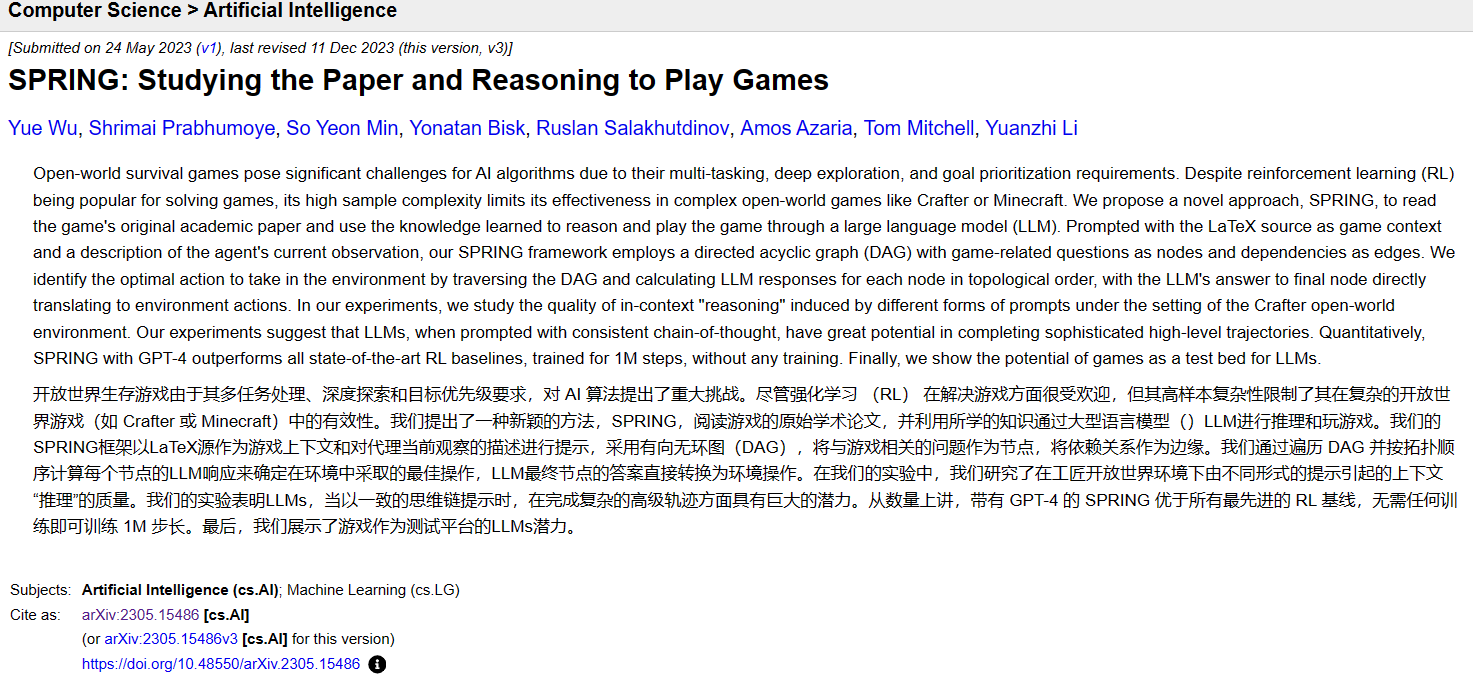 Computer Science > Artificial Intelligence
[Submitted on 24 May 2023 (v1), last revised 11 Dec 2023 (this version, v3)]
SPRING: Studying the Paper and Reasoning to Play Games
Yue Wu, Shrimai Prabhumoye, So Yeon Min, Yonatan Bisk, Ruslan Salakhutdinov, Amos Azaria, Tom Mitchell, Yuanzhi Li
Open-world survival games pose significant challenges for AI algorithms due to their multi-tasking, deep exploration, and goal prioritization requirements. Despite reinforcement learning (RL)
being popular for solving games, its high sample complexity limits its effectiveness in complex open-world games like Crafter or Minecraft. We propose a novel approach, SPRING, to read
the game's original academic paper and use the knowledge learned to reason and play the game through a large language model (LLM). Prompted with the LaTeX source as game context
and a description of the agent's current observation, our SPRING framework employs a directed acyclic graph (DAG) with game-related questions as nodes and dependencies as edges. We
identify the optimal action to take in the environment by traversing the DAG and calculating LLM responses for each node in topological order, with the LLM's answer to final node directly
translating to environment actions. In our experiments, we study the quality of in-context "reasoning" induced by different forms of prompts under the setting of the Crafter open-world
environment. Our experiments suggest that LLMs, when prompted with consistent chain-of-thought, have great potential in completing sophisticated high-level trajectories. Quantitatively,
SPRING with GPT-4 outperforms all state-of-the-art RL baselines, trained for 1M steps, without any training. Finally, we show the potential of games as a test bed for LLMs.
开放世界生存游戏由于其多任务处理、深度探索和目标优先级要求，对 AI 算法提出了重大挑战。尽管强化学习 （RL） 在解决游戏方面很受欢迎，但其高样本复杂性限制了其在复杂的开放世
界游戏（如 Crafter 或 Minecraft）中的有效性。我们提出了一种新颖的方法，SPRING，阅读游戏的原始学术论文，并利用所学的知识通过大型语言模型（）LLM进行推理和玩游戏。我们的
SPRING框架以LaTeX源作为游戏上下文和对代理当前观察的描述进行提示，采用有向无环图（DAG），将与游戏相关的问题作为节点，将依赖关系作为边缘。我们通过遍历 DAG 并按拓扑顺
序计算每个节点的LLM响应来确定在环境中采取的最佳操作，LLM最终节点的答案直接转换为环境操作。在我们的实验中，我们研究了在工匠开放世界环境下由不同形式的提示引起的上下文
“推理”的质量。我们的实验表明LLMs，当以一致的思维链提示时，在完成复杂的高级轨迹方面具有巨大的潜力。从数量上讲，带有 GPT-4 的 SPRING 优于所有最先进的 RL 基线，无需任何训
练即可训练 1M 步长。最后，我们展示了游戏作为测试平台的LLMs潜力。
Subjects: Artificial Intelligence (cs.AI); Machine Learning (cs.LG)
Cite as: arXiv:2305.15486 [cs.AI]
(or arXiv:2305.15486v3 [cs.AI] for this version)
https://doi.org/10.48550/arXiv.2305.15486